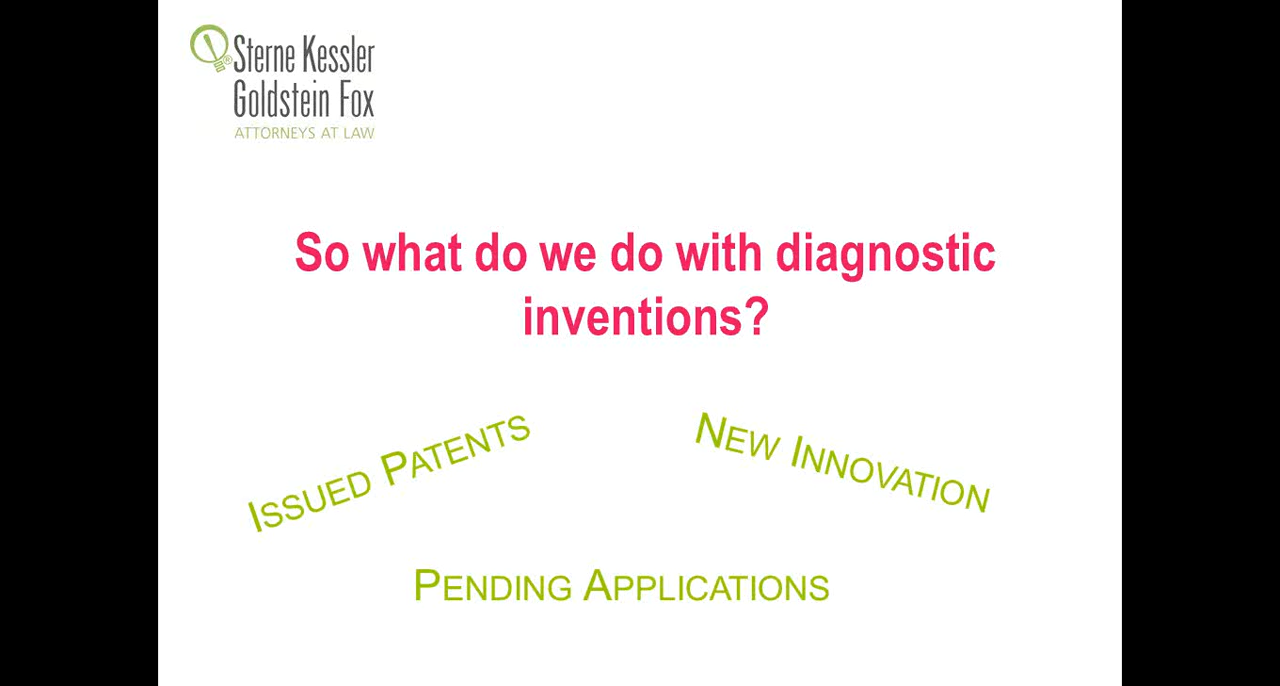 Sterne Kessler
Goldstein Fox
ATTORNEYS AT LAW
So what do we do with diagnostic
inventions?
ISSUED PATENTS
NEW INNOVATION
PENDING APPLICATIONS